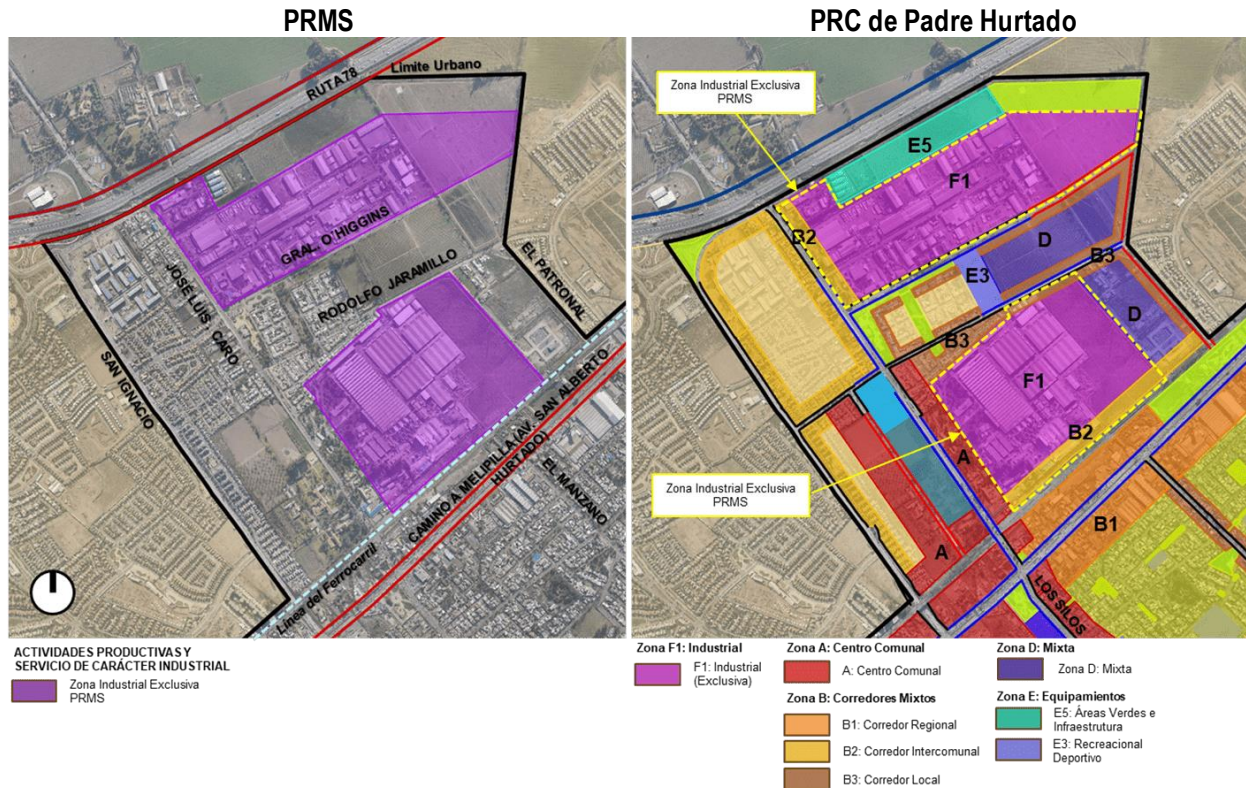 PRMS
Límite Urbano
RUTA 78
GRAL. O'HIGGINS
JOSÉ LUIS CARO
RODOLFO JARAMILLO
EL PATRONAL
SAN IGNACIO
CAMINO A MELIPILLA (AV. SAN ALBERTO
HURTADO)
EL MANZANO
Línea del Ferrocarril
ACTIVIDADES PRODUCTIVAS Y
SERVICIO DE CARÁCTER INDUSTRIAL
Zona Industrial Exclusiva
PRMS
PRC de Padre Hurtado
Zona Industrial Exclusiva
PRMS
E5
F1
B2
D
E3
B3
D
B3
F1
B2
A
Zona Industrial Exclusiva
PRMS
B1
A
LOS SILOS
Zona F1: Industrial
F1: Industrial
(Exclusiva)
Zona A: Centro Comunal
A: Centro Comunal
Zona B: Corredores Mixtos
B1: Corredor Regional
B2: Corredor Intercomunal
B3: Corredor Local
Zona D: Mixta
Zona D: Mixta
Zona E: Equipamientos
E5: Áreas Verdes e
Infraestrutura
E3: Recreacional
Deportivo